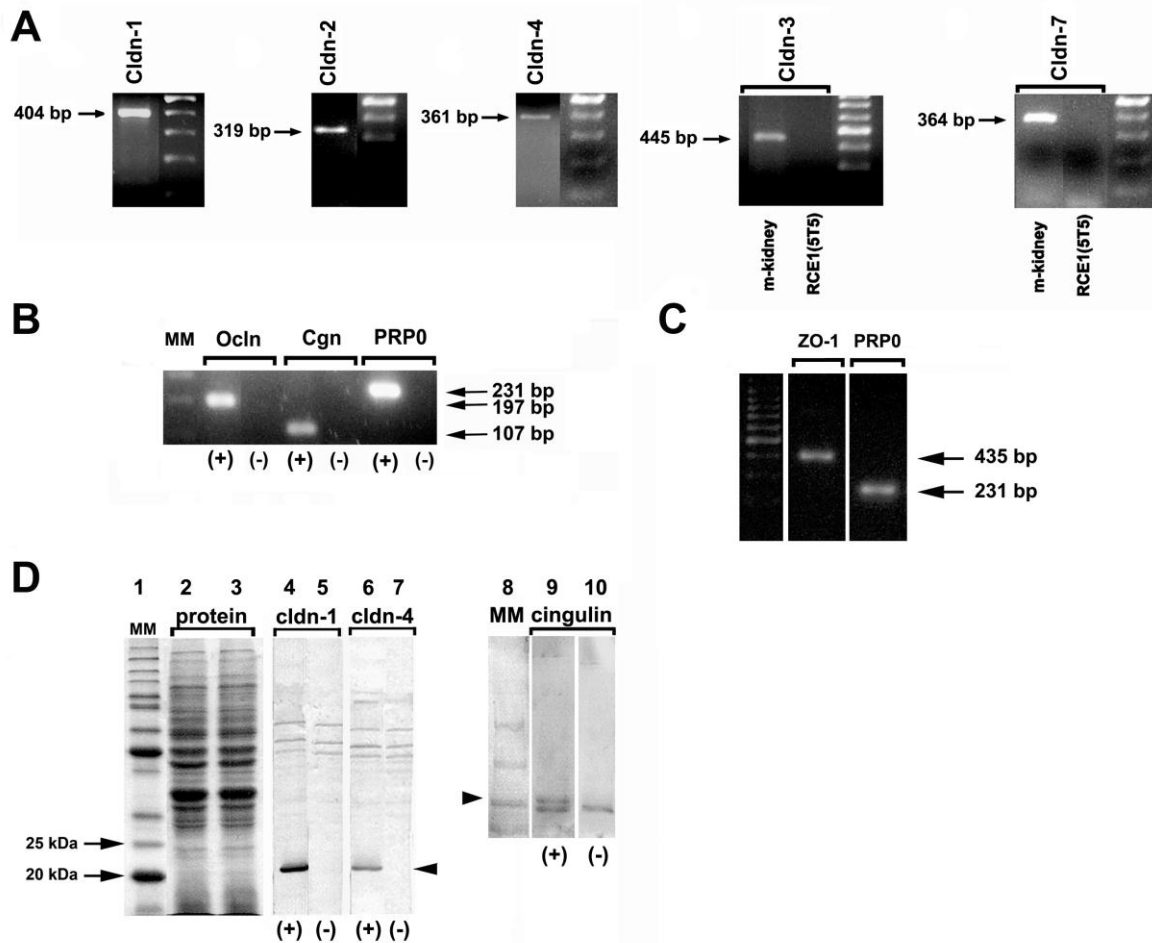 A
Cldn-1
Cldn-2
Cldn-4
Cldn-3
Cldn-7
404 bp
319 bp
361 bp
445 bp
364 bp
m-kidney
RCE1(5T5)
m-kidney
RCE1(5T5)
B
MM
Ocln
Cgn
PRP0
231 bp
197 bp
107 bp
(+)
(-)
(+)
(-)
(+)
(-)
C
ZO-1
PRP0
435 bp
231 bp
D
1 2 3 4 5 6 7
MM protein cldn-1 cldn-4
25 kDa
20 kDa
(+) (-) (+) (-)
8 9 10
MM cingulin
(+) (-)